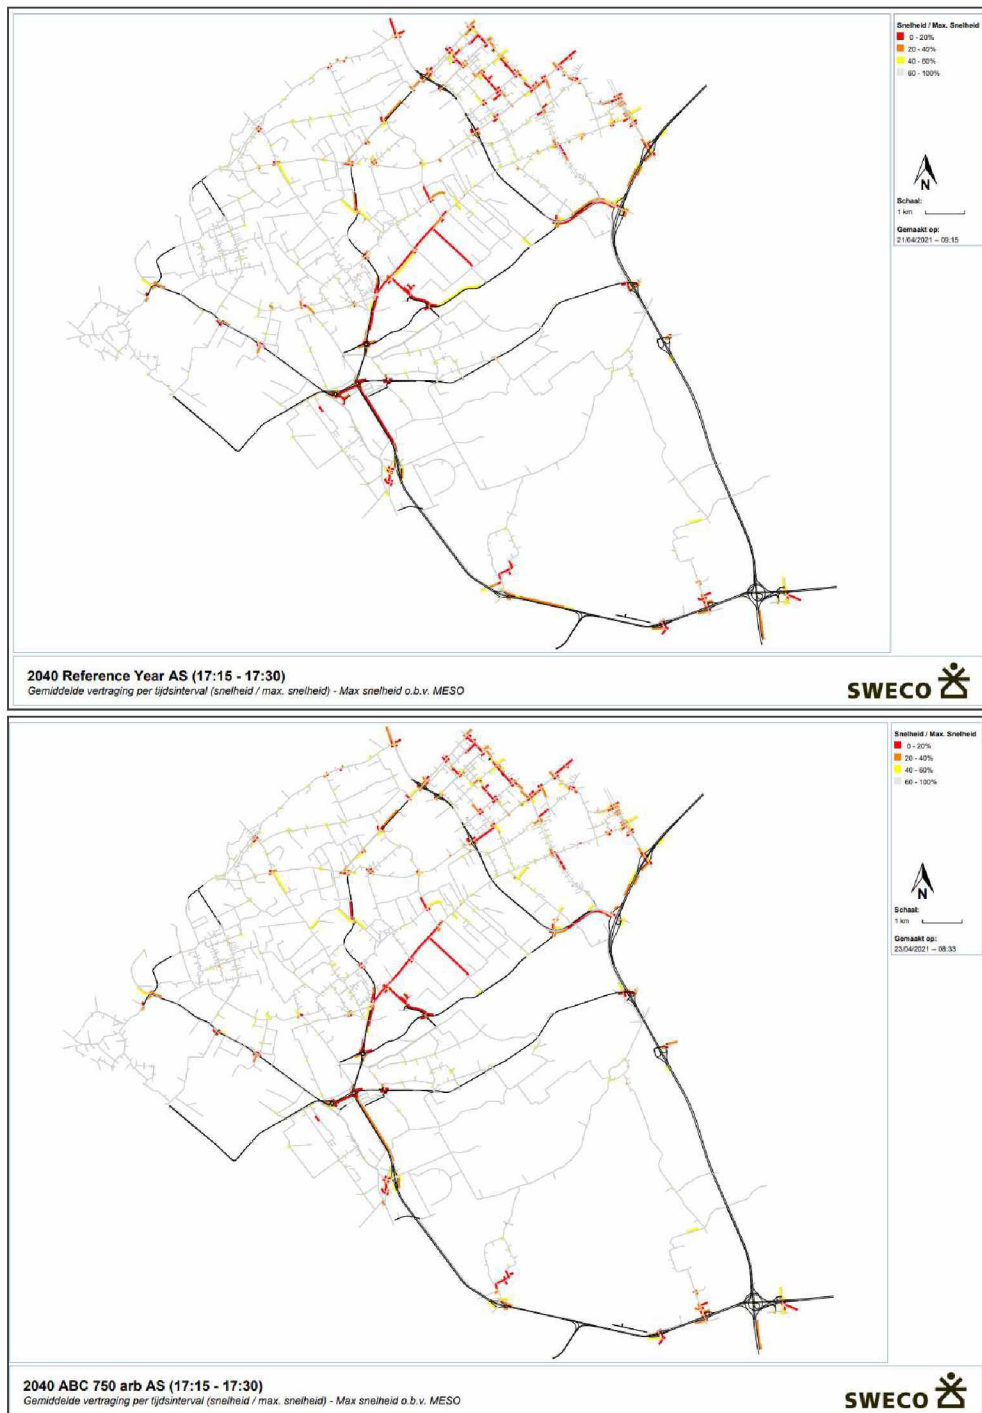 Snelheid / Max. Snelheid
0 - 20%
20 - 40%
40 - 60%
60 - 100%
N
Schaal:
1 km
Gemaakt op:
21/04/2021 – 09:15
2040 Reference Year AS (17:15 - 17:30)
Gemiddelde vertraging per tijdsinterval (snelheid / max. snelheid) - Max snelheid o.b.v. MESO
SWECO
Snelheid / Max. Snelheid
0 - 20%
20 - 40%
40 - 60%
60 - 100%
N
Schaal:
1 km
Gemaakt op:
23/04/2021 – 08:33
2040 ABC 750 arb AS (17:15 - 17:30)
Gemiddelde vertraging per tijdsinterval (snelheid / max. snelheid) - Max snelheid o.b.v. MESO
SWECO